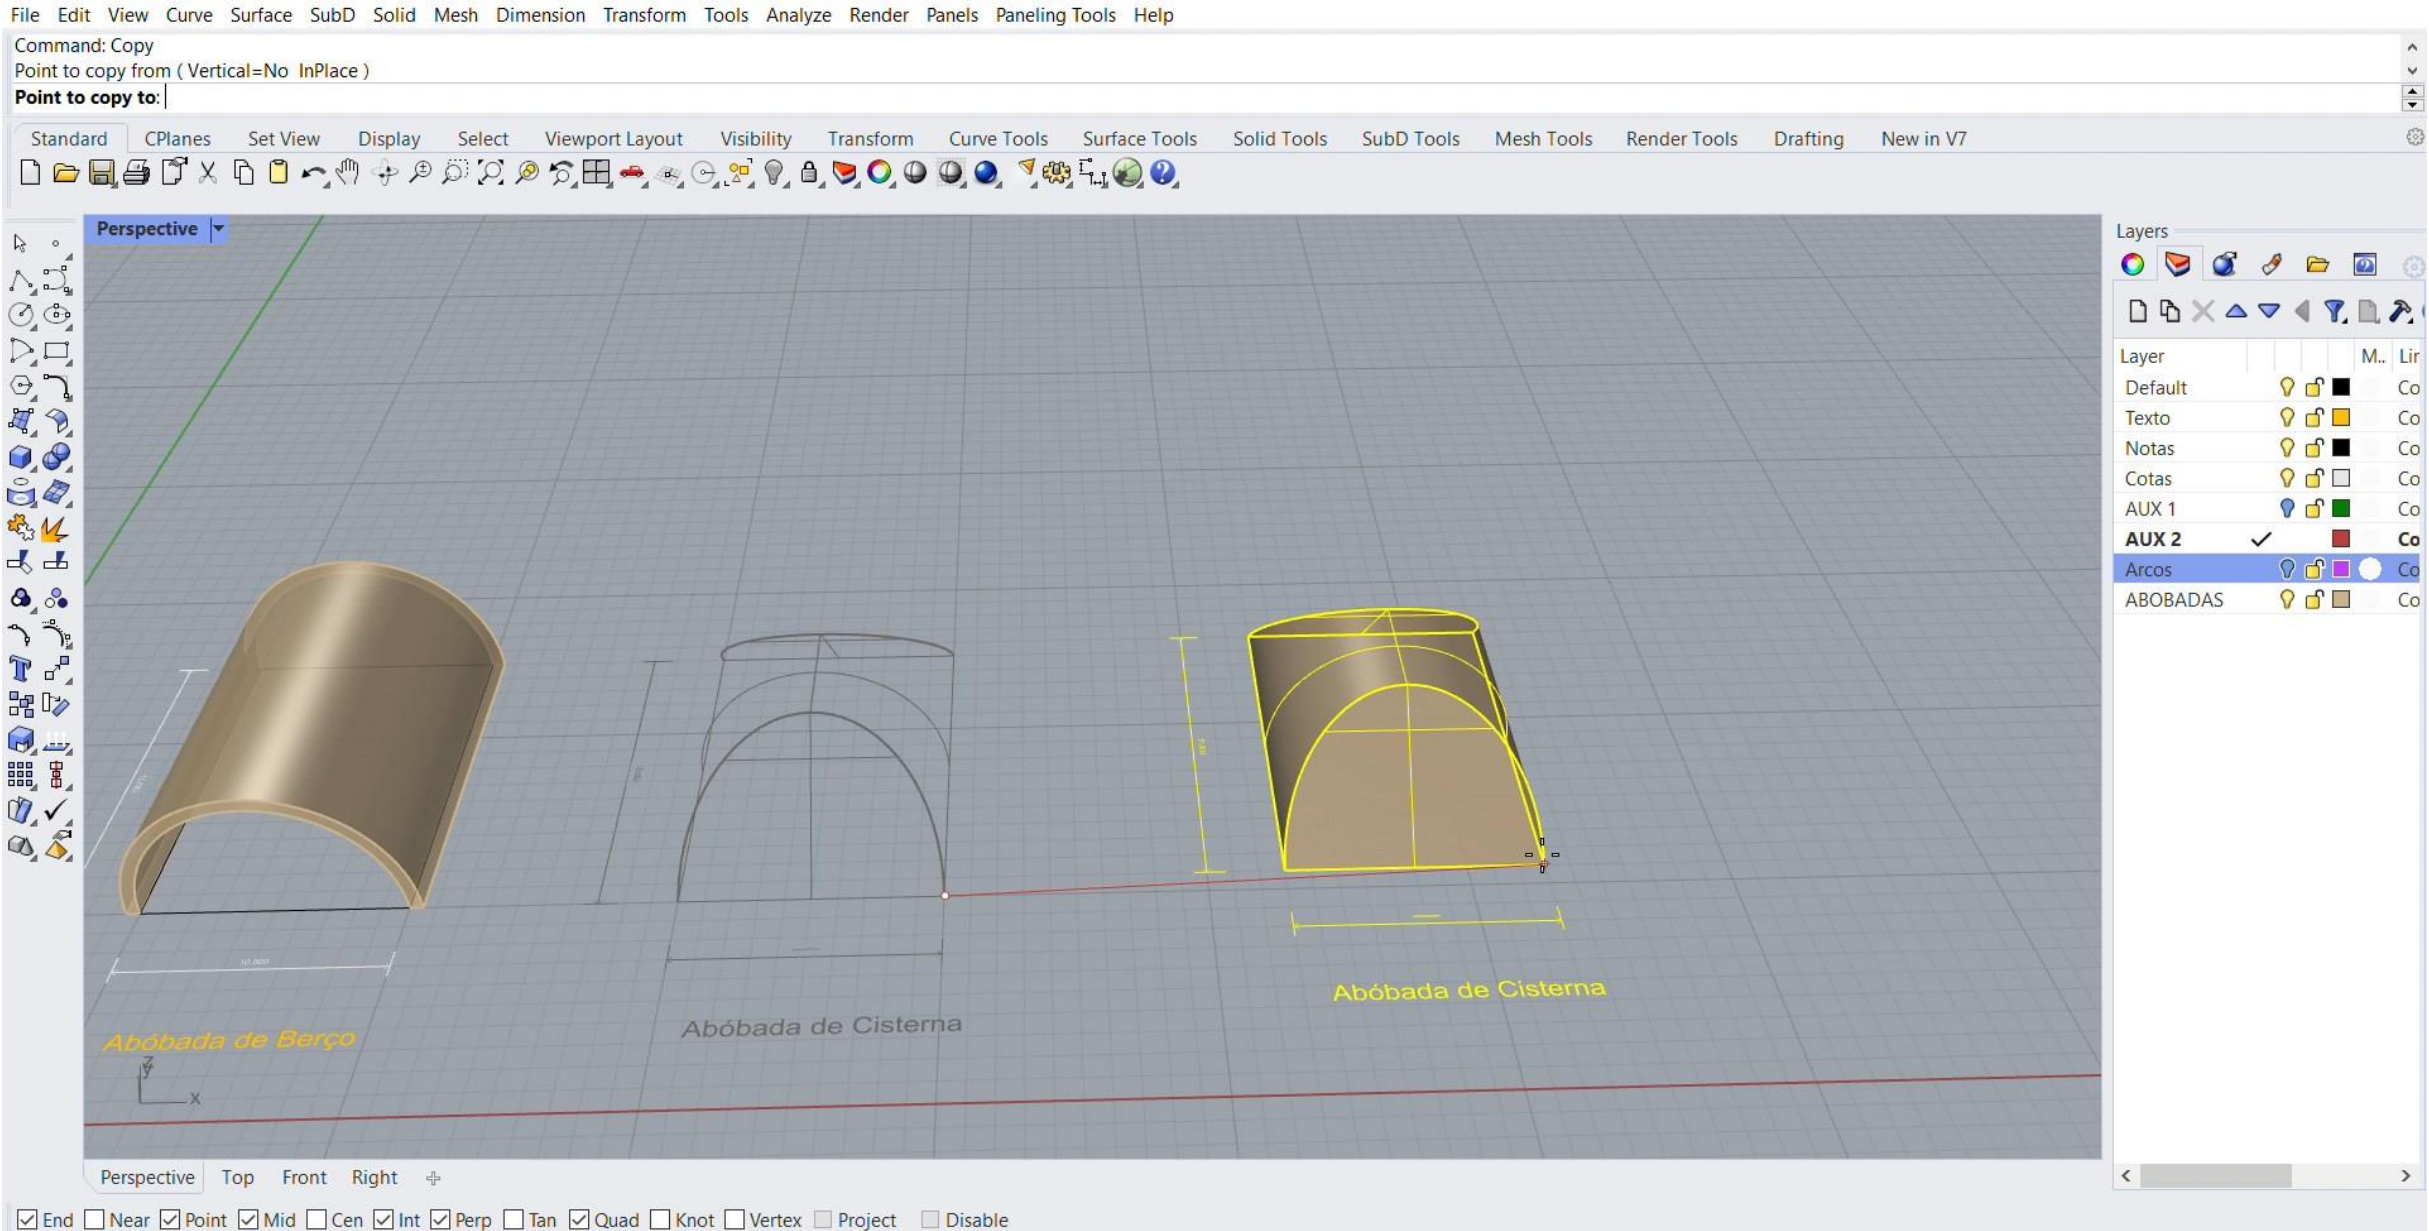 File Edit View Curve Surface SubD Solid Mesh Dimension Transform Tools Analyze Render Panels Paneling Tools Help
Command: Copy
Point to copy from ( Vertical=No InPlace )
Point to copy to:
Standard CPlanes Set View Display Select Viewport Layout Visibility Transform Curve Tools Surface Tools Solid Tools SubD Tools Mesh Tools Render Tools Drafting New in V7
Perspective
Layers
Layer M.. Lir
Default Co
Texto Co
Notas Co
Cotas Co
AUX 1 Co
AUX 2 Co
Arcos Co
ABOBADAS Co
10,000
Abóbada de Cisterna
Abóbada de Cisterna
Abóbada de Berço
Z
y
x
Perspective Top Front Right
End Near Point Mid Cen Int Perp Tan Quad Knot Vertex Project Disable